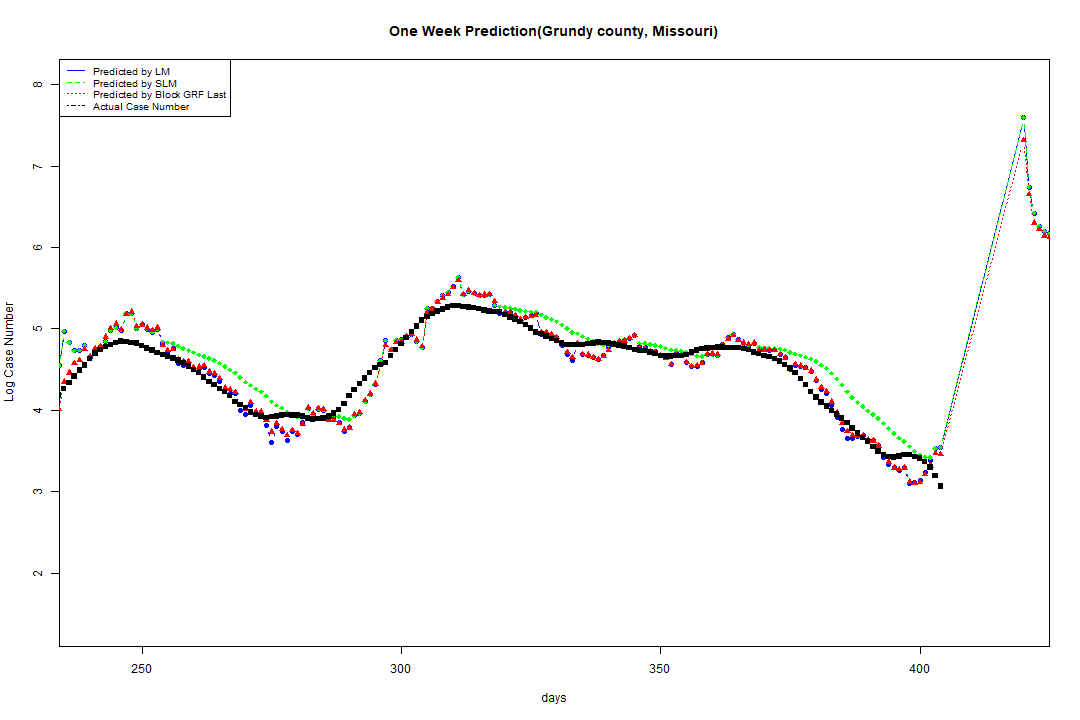 One Week Prediction(Grundy county, Missouri)
Predicted by LM
Predicted by SLM
Predicted by Block GRF Last
Actual Case Number
8
7
6
5
4
3
2
Log Case Number
250 300 350 400
days